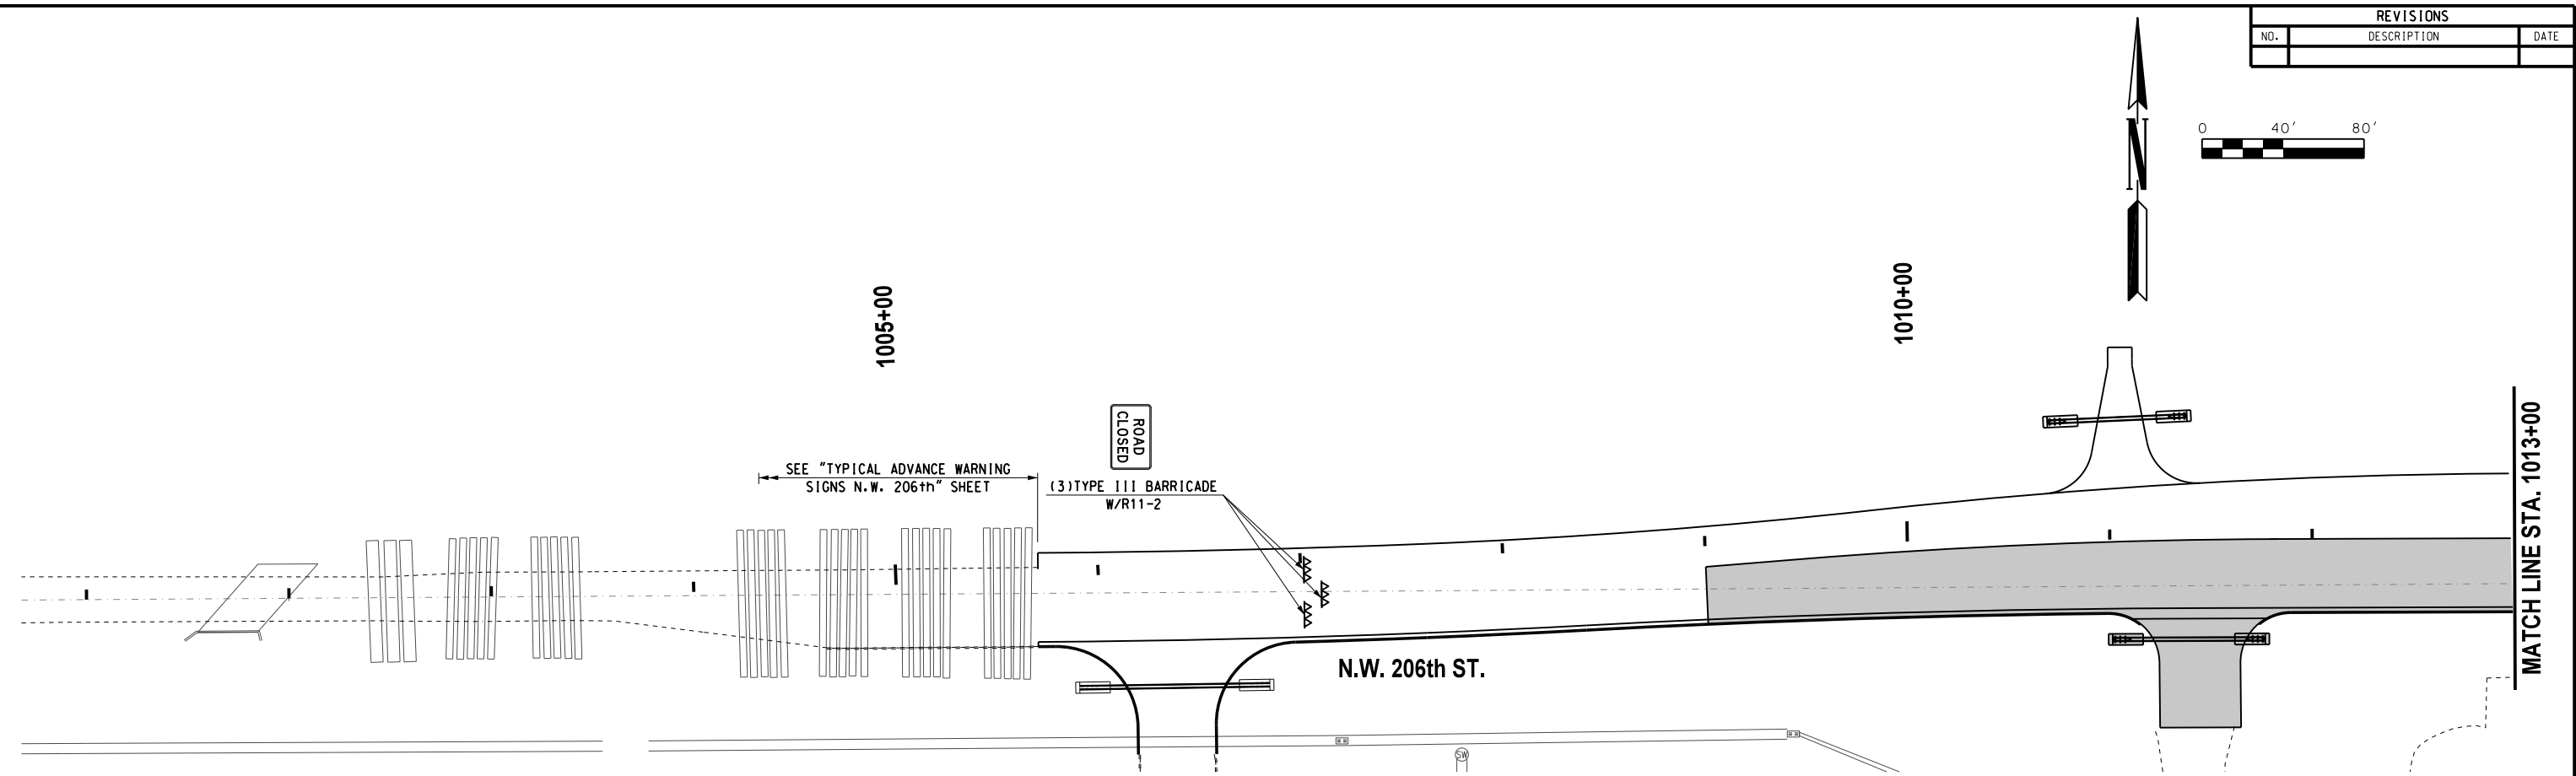 REVISIONS
NO. DESCRIPTION DATE
N
0 40' 80'
1005+00
1010+00
ROAD
CLOSED
SEE "TYPICAL ADVANCE WARNING
SIGNS N.W. 206th" SHEET
(3)TYPE III BARRICADE
W/R11-2
MATCH LINE STA. 1013+00
N.W. 206th ST.
SW